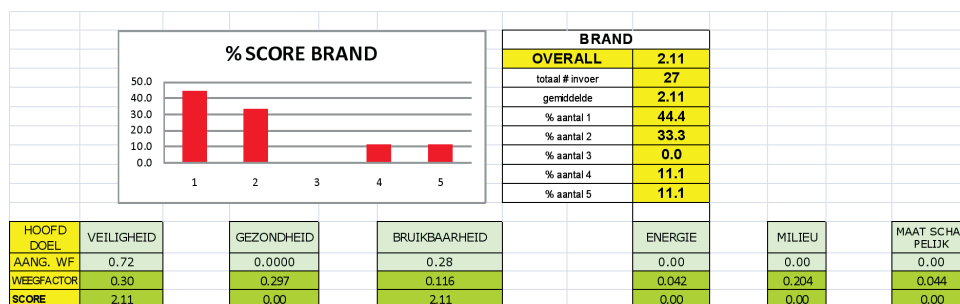 % SCORE BRAND
50.0
40.0
30.0
20.0
10.0
0.0
1 2 3 4 5
BRAND
OVERALL 2.11
totaal # invoer 27
gemiddelde 2.11
% aantal 1 44.4
% aantal 2 33.3
% aantal 3 0.0
% aantal 4 11.1
% aantal 5 11.1
HOOFD DOEL VEILIGHEID GEZONDHEID BRUIKBAARHEID ENERGIE MILIEU MAAT SCHA PELIJK
AANG. WF 0.72 0.0000 0.28 0.00 0.00 0.00
WEEGFACTOR 0.30 0.297 0.116 0.042 0.204 0.044
SCORE 2.11 0.00 2.11 0.00 0.00 0.00